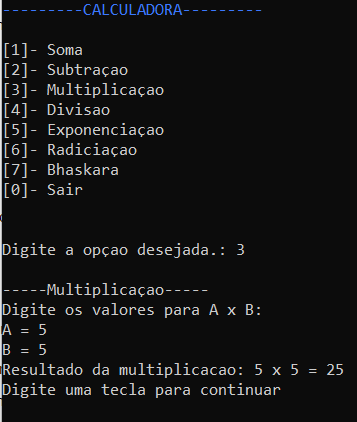 ---------CALCULADORA---------
[1]- Soma
[2]- Subtraçao
[3]- Multiplicaçao
[4]- Divisao
[5]- Exponenciaçao
[6]- Radiciaçao
[7]- Bhaskara
[0]- Sair
Digite a opçao desejada.: 3
-----Multiplicaçao-----
Digite os valores para A x B:
A = 5
B = 5
Resultado da multiplicacao: 5 x 5 = 25
Digite uma tecla para continuar